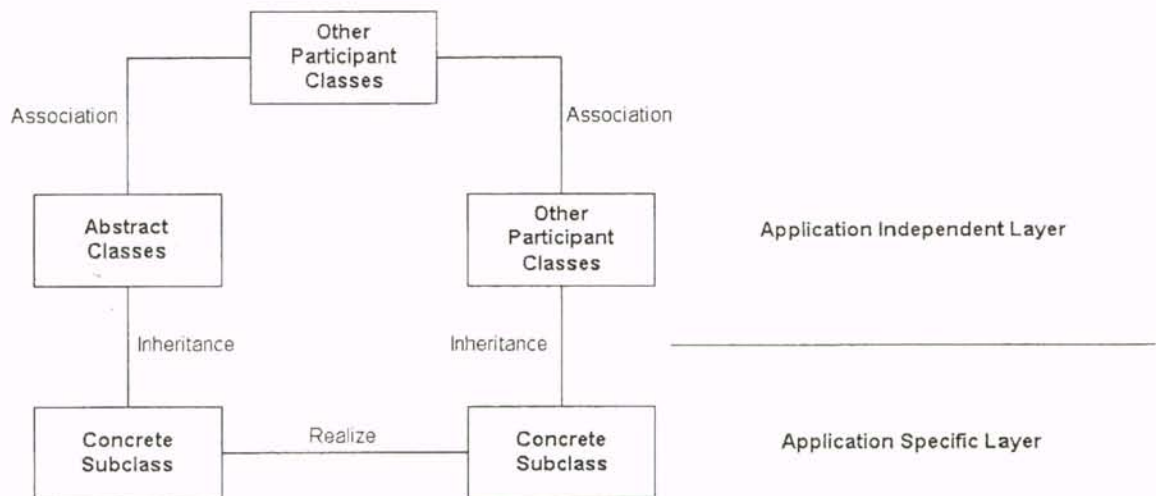 Other
Participant
Classes
Association
Association
Abstract
Classes
Other
Participant
Classes
Application Independent Layer
Inheritance
Inheritance
Concrete
Subclass
Realize
Concrete
Subclass
Application Specific Layer